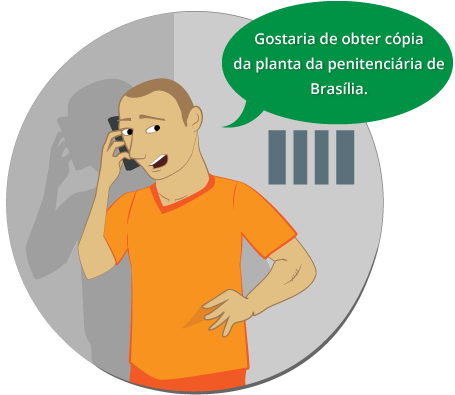 Gostaria de obter cópia
da planta da penitenciária de
Brasília.